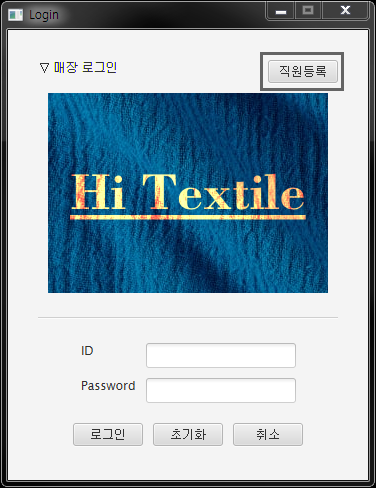 Login
▽ 매장 로그인
직원등록
Hi Textile
ID
Password
로그인 초기화 취소